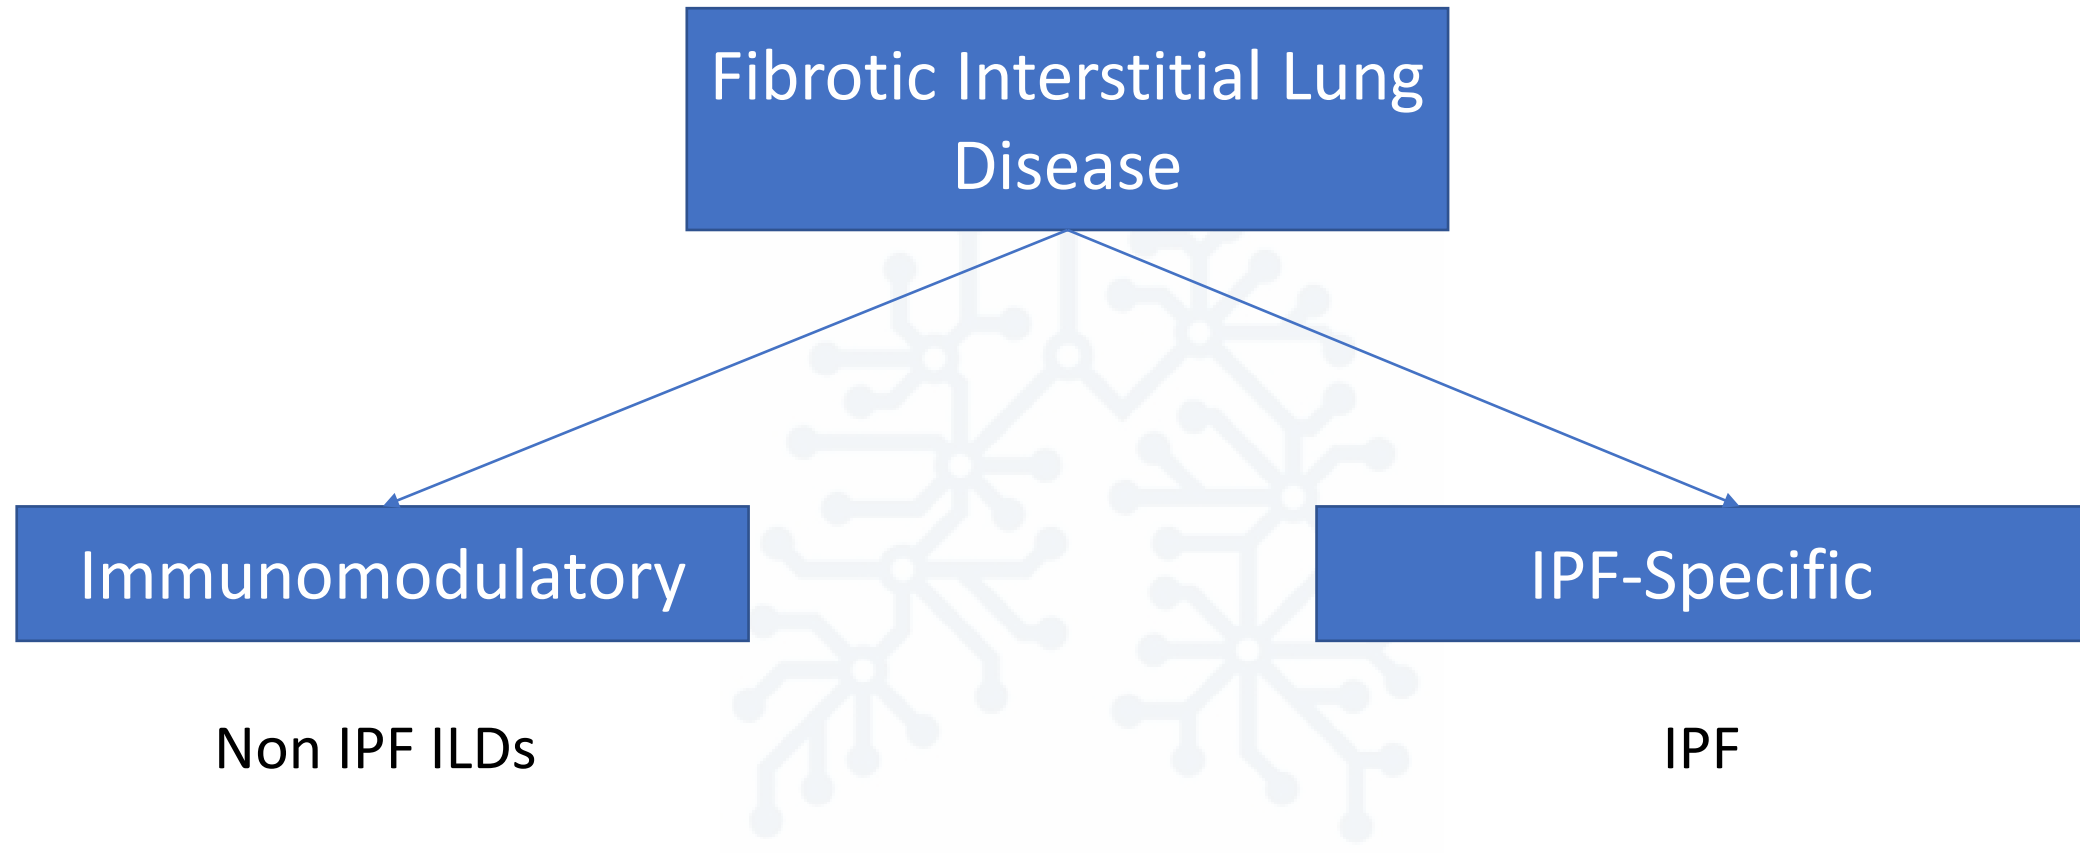 Fibrotic Interstitial Lung
Disease
Immunomodulatory
IPF-Specific
Non IPF ILDs
IPF